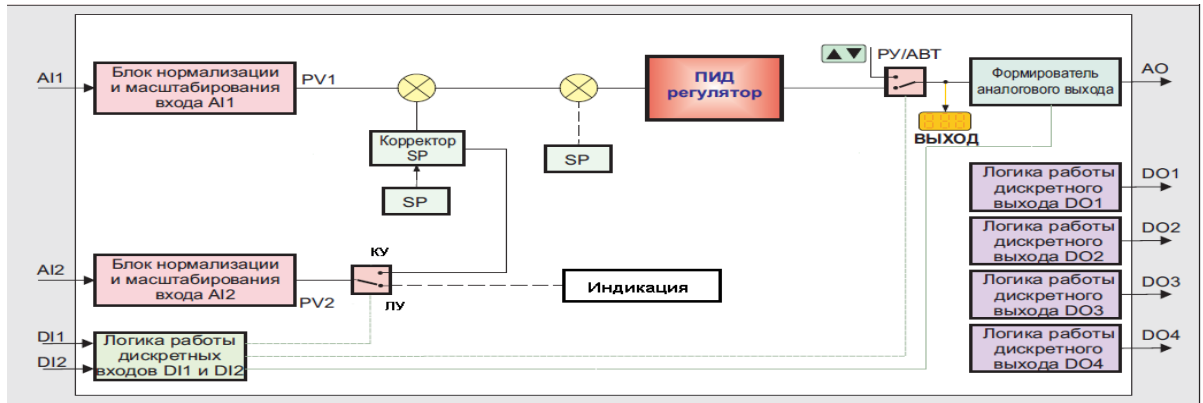 AI1
Блок нормализации
и масштабирования
входа AI1
PV1
ПИД
регулятор
РУ/АВТ
Формирователь
аналогового выхода
AO
ВЫХОД
Корректор
SP
SP
SP
Логика работы
дискретного
выхода DO1
DO1
Логика работы
дискретного
выхода DO2
DO2
AI2
Блок нормализации
и масштабирования
входа AI2
PV2
КУ
ЛУ
Индикация
Логика работы
дискретного
выхода DO3
DO3
DI1
DI2
Логика работы
дискретных
входов DI1 и DI2
Логика работы
дискретного
выхода DO4
DO4